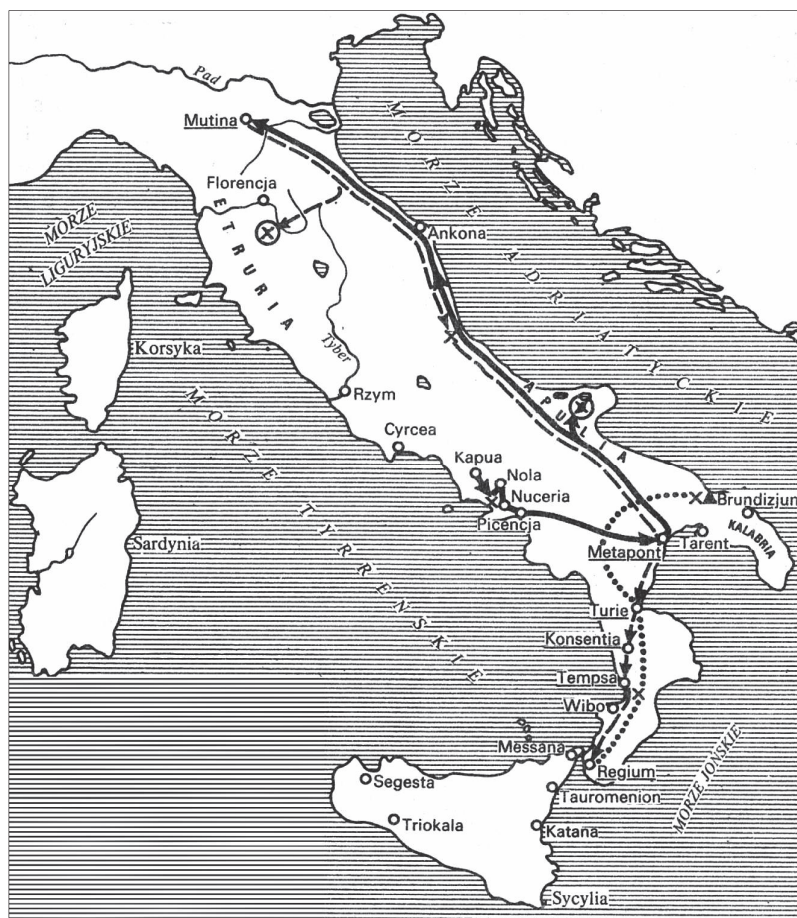 Pad
Mutina
Florencja
ETRURIA
MORZE
LIGURYJSKIE
MORZE ADRIATYCKIE
Ankona
Korsyka
Tyber
Rzym
APULIA
Cyrcea
Kapua
Nola
Nuceria
Picencja
MORZE TYRREŃSKIE
Brundizjum
KALABRIA
Sardynia
Metapont
Tarent
Turie
Konsentia
Tempsa
Wibo
Messana
Regium
MORZE JOŃSKIE
Segesta
Tauromenion
Triokala
Katana
Sycylia